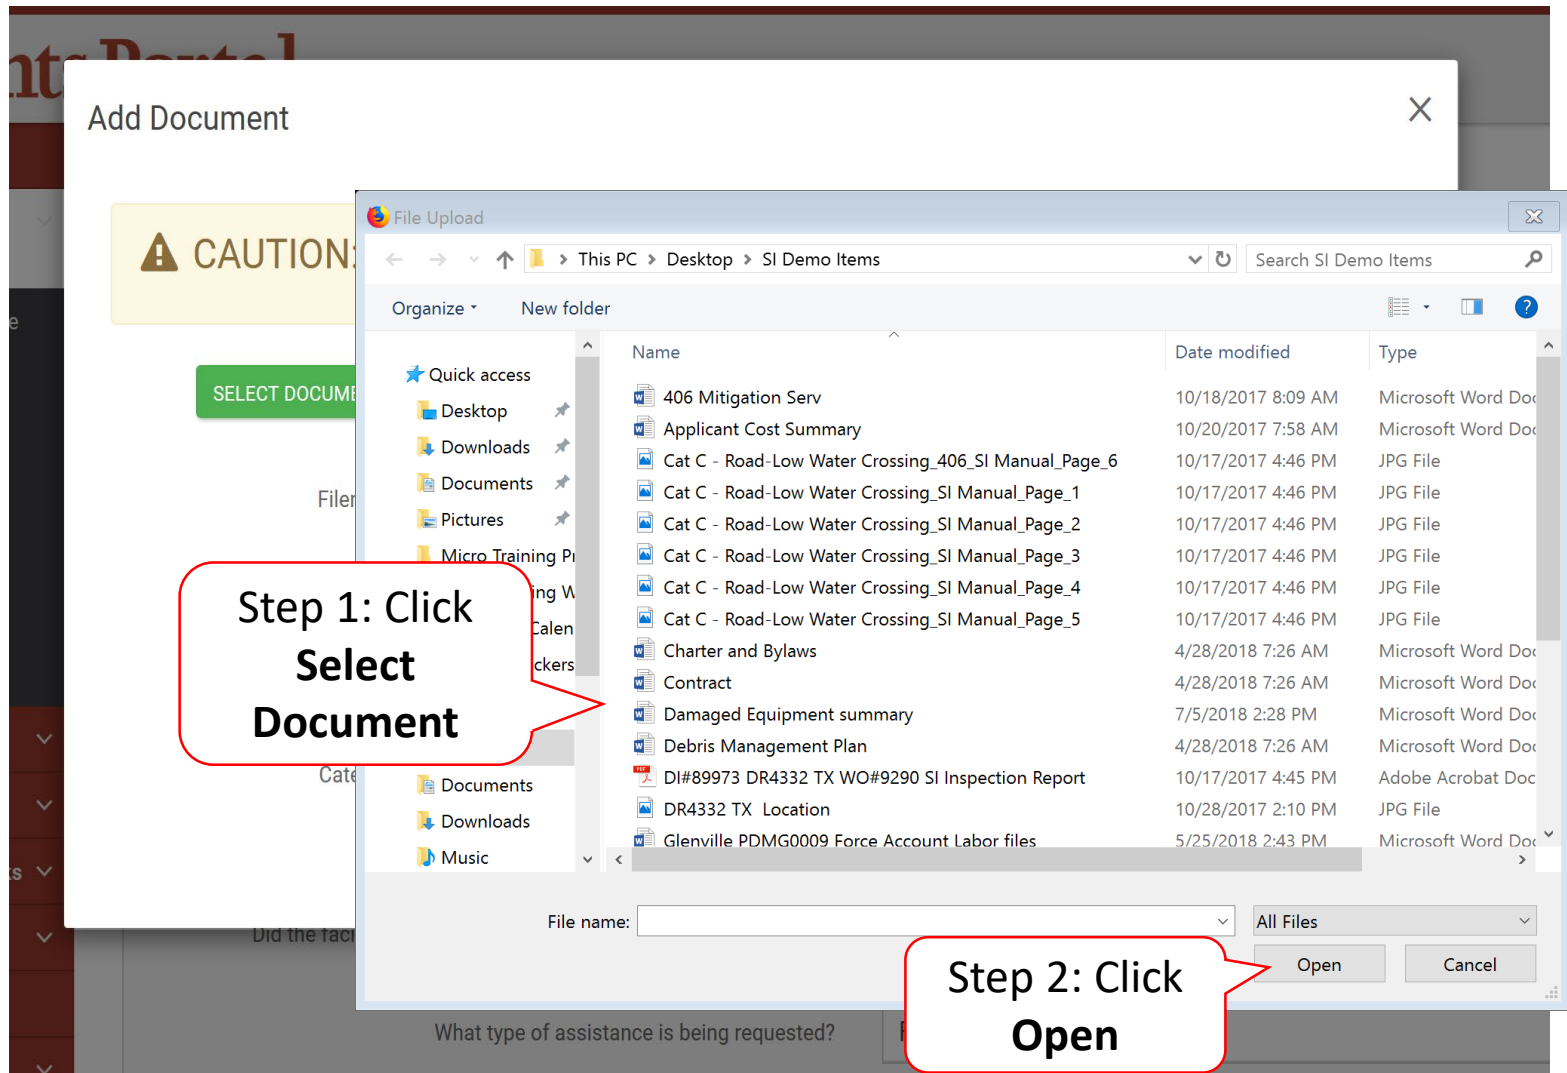 nts Portal
Add Document
CAUTION:
SELECT DOCUME
File Upload
This PC > Desktop > SI Demo Items
Search SI Demo Items
Organize
New folder
Name
Date modified
Type
Quick access
Desktop
Downloads
Documents
Pictures
Micro Training Pr
ing W
Calen
ckers
Documents
Downloads
Music
406 Mitigation Serv 10/18/2017 8:09 AM Microsoft Word Doc
Applicant Cost Summary 10/20/2017 7:58 AM Microsoft Word Doc
Cat C - Road-Low Water Crossing_406_SI Manual_Page_6 10/17/2017 4:46 PM JPG File
Cat C - Road-Low Water Crossing_SI Manual_Page_1 10/17/2017 4:46 PM JPG File
Cat C - Road-Low Water Crossing_SI Manual_Page_2 10/17/2017 4:46 PM JPG File
Cat C - Road-Low Water Crossing_SI Manual_Page_3 10/17/2017 4:46 PM JPG File
Cat C - Road-Low Water Crossing_SI Manual_Page_4 10/17/2017 4:46 PM JPG File
Cat C - Road-Low Water Crossing_SI Manual_Page_5 10/17/2017 4:46 PM JPG File
Charter and Bylaws 4/28/2018 7:26 AM Microsoft Word Doc
Contract 4/28/2018 7:26 AM Microsoft Word Doc
Damaged Equipment summary 7/5/2018 2:28 PM Microsoft Word Doc
Debris Management Plan 4/28/2018 7:26 AM Microsoft Word Doc
DI#89973 DR4332 TX WO#9290 SI Inspection Report 10/17/2017 4:45 PM Adobe Acrobat Doc
DR4332 TX Location 10/28/2017 2:10 PM JPG File
Glenville PDMG0009 Force Account Labor files 5/25/2018 2:43 PM Microsoft Word Doc
Filer
Step 1: Click
Select
Document
Cate
File name:
All Files
Open
Cancel
Did the faci
Step 2: Click
Open
What type of assistance is being requested?